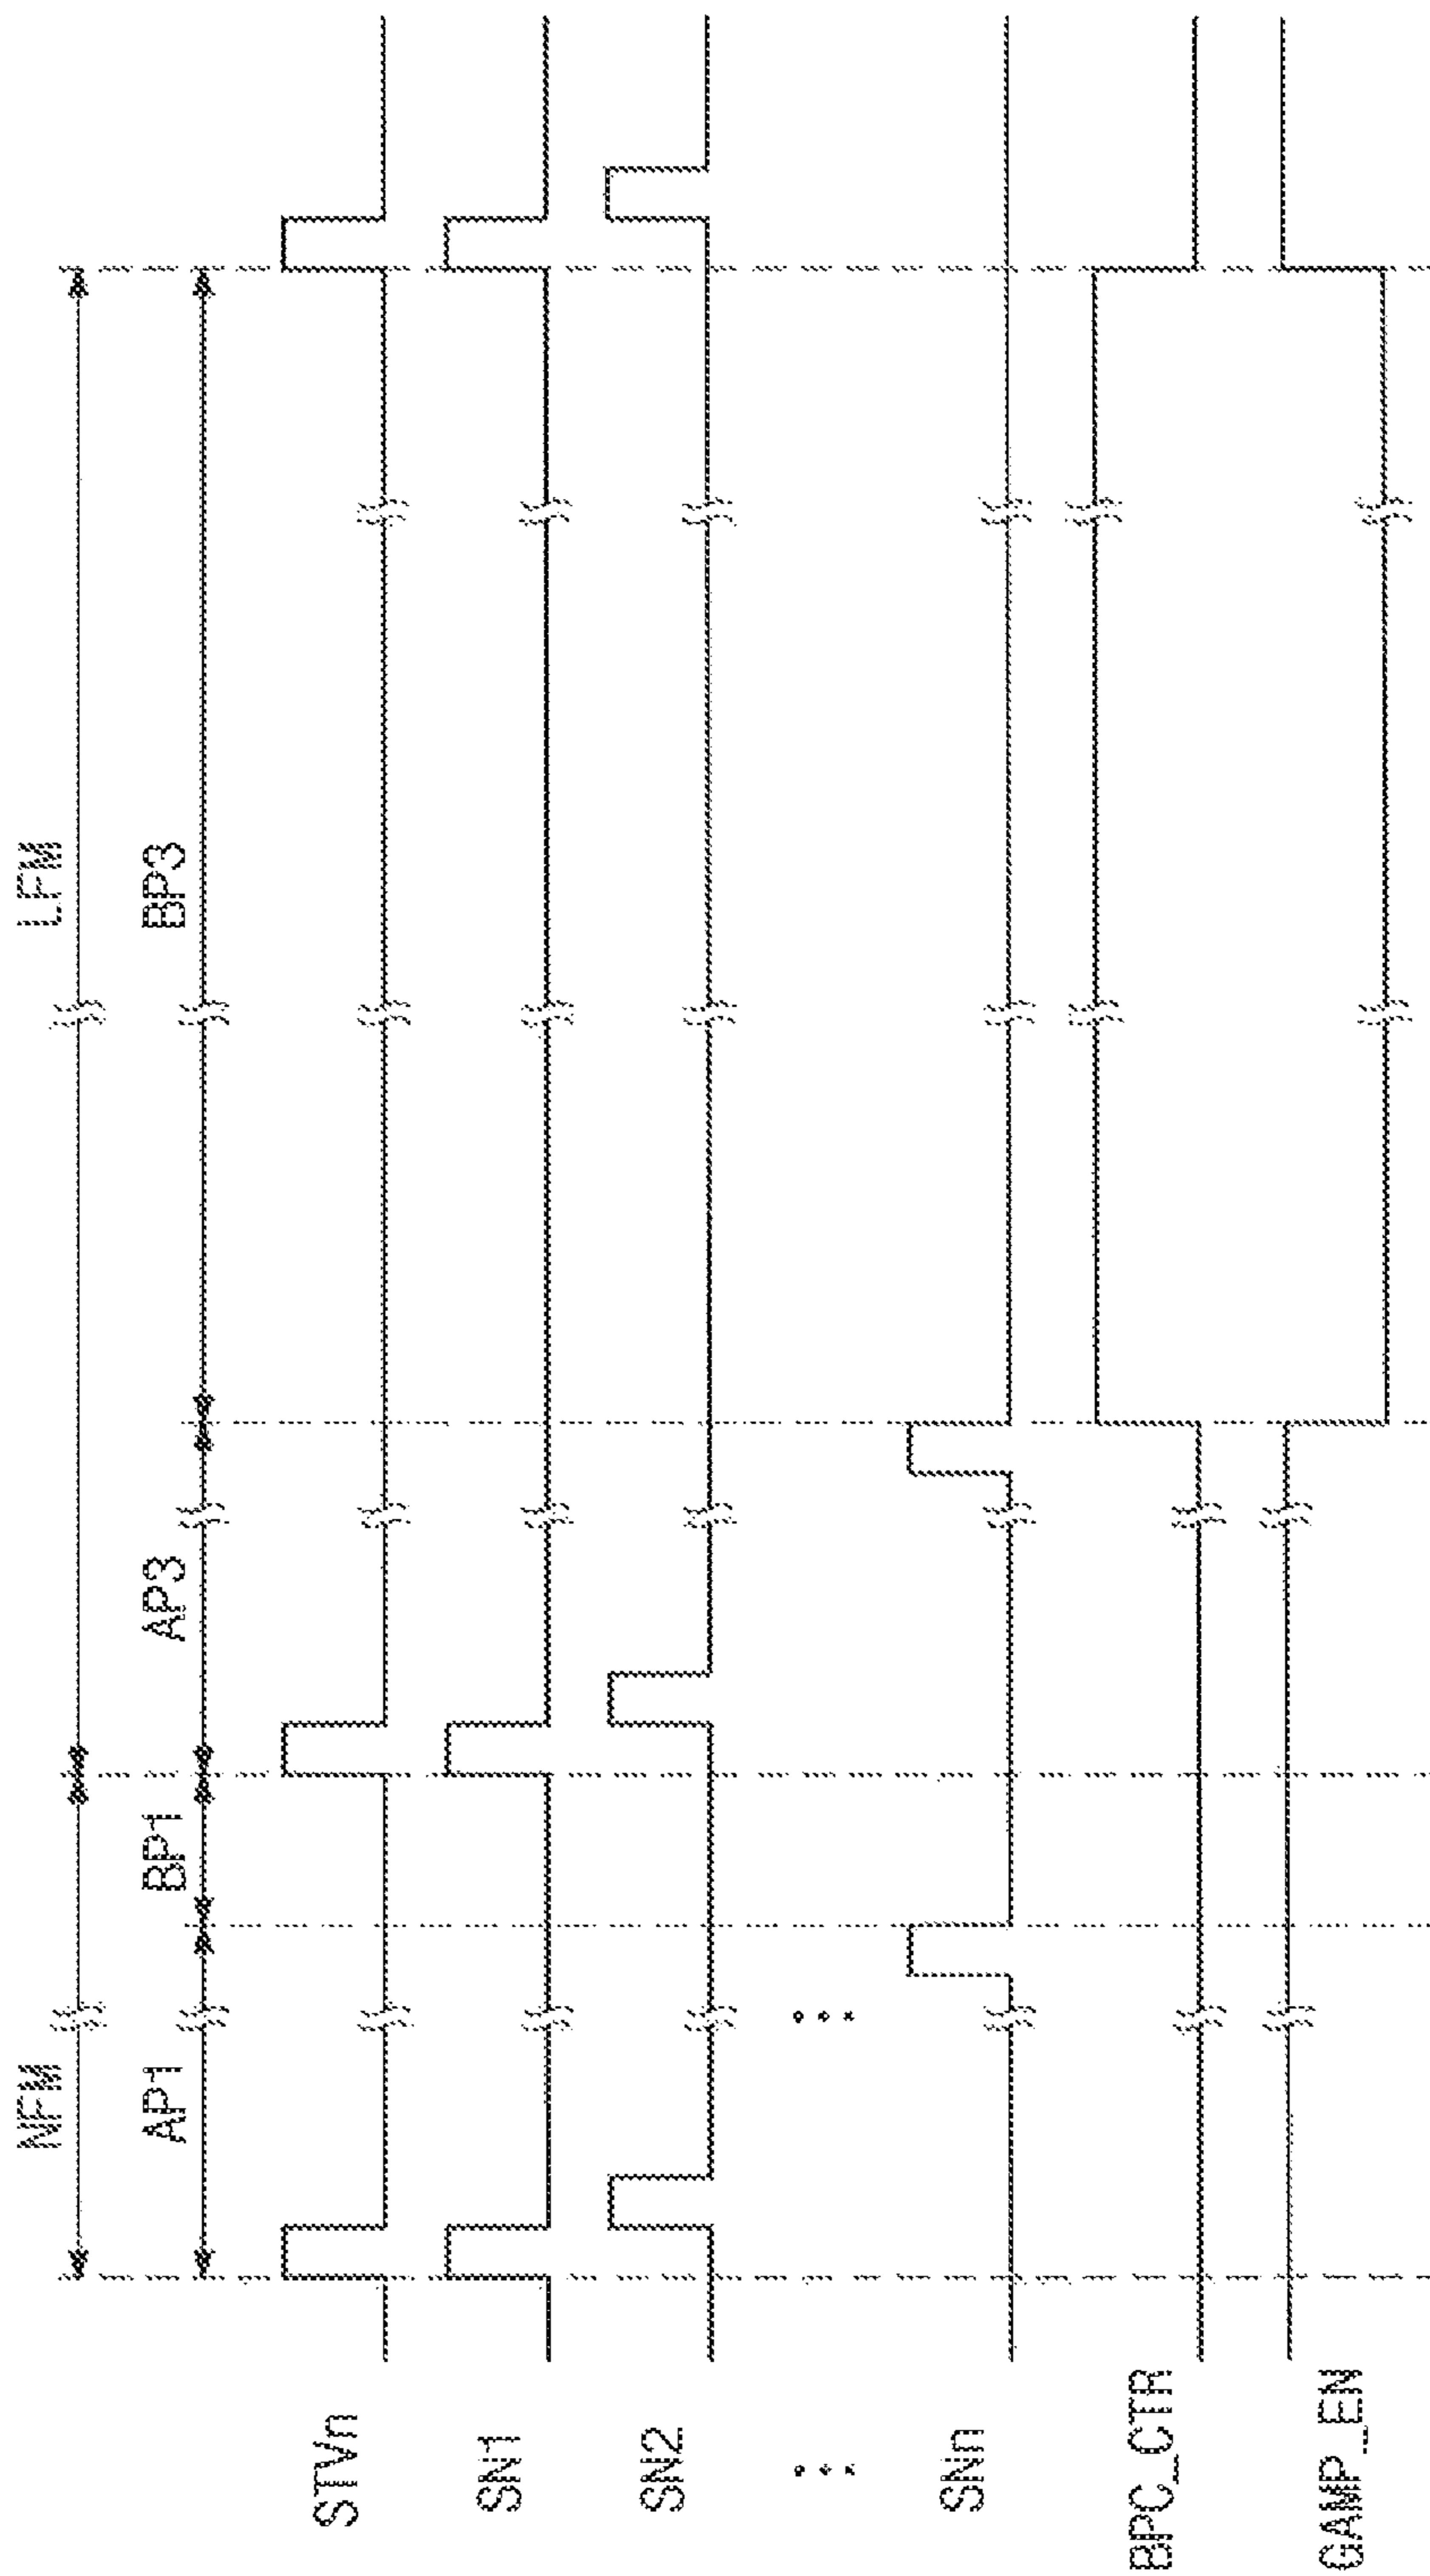 NFM
LFM
AP1
BP1
AP3
BP3
STVn
SN1
SN2
SNn
BPC_CTR
GAMP_EN